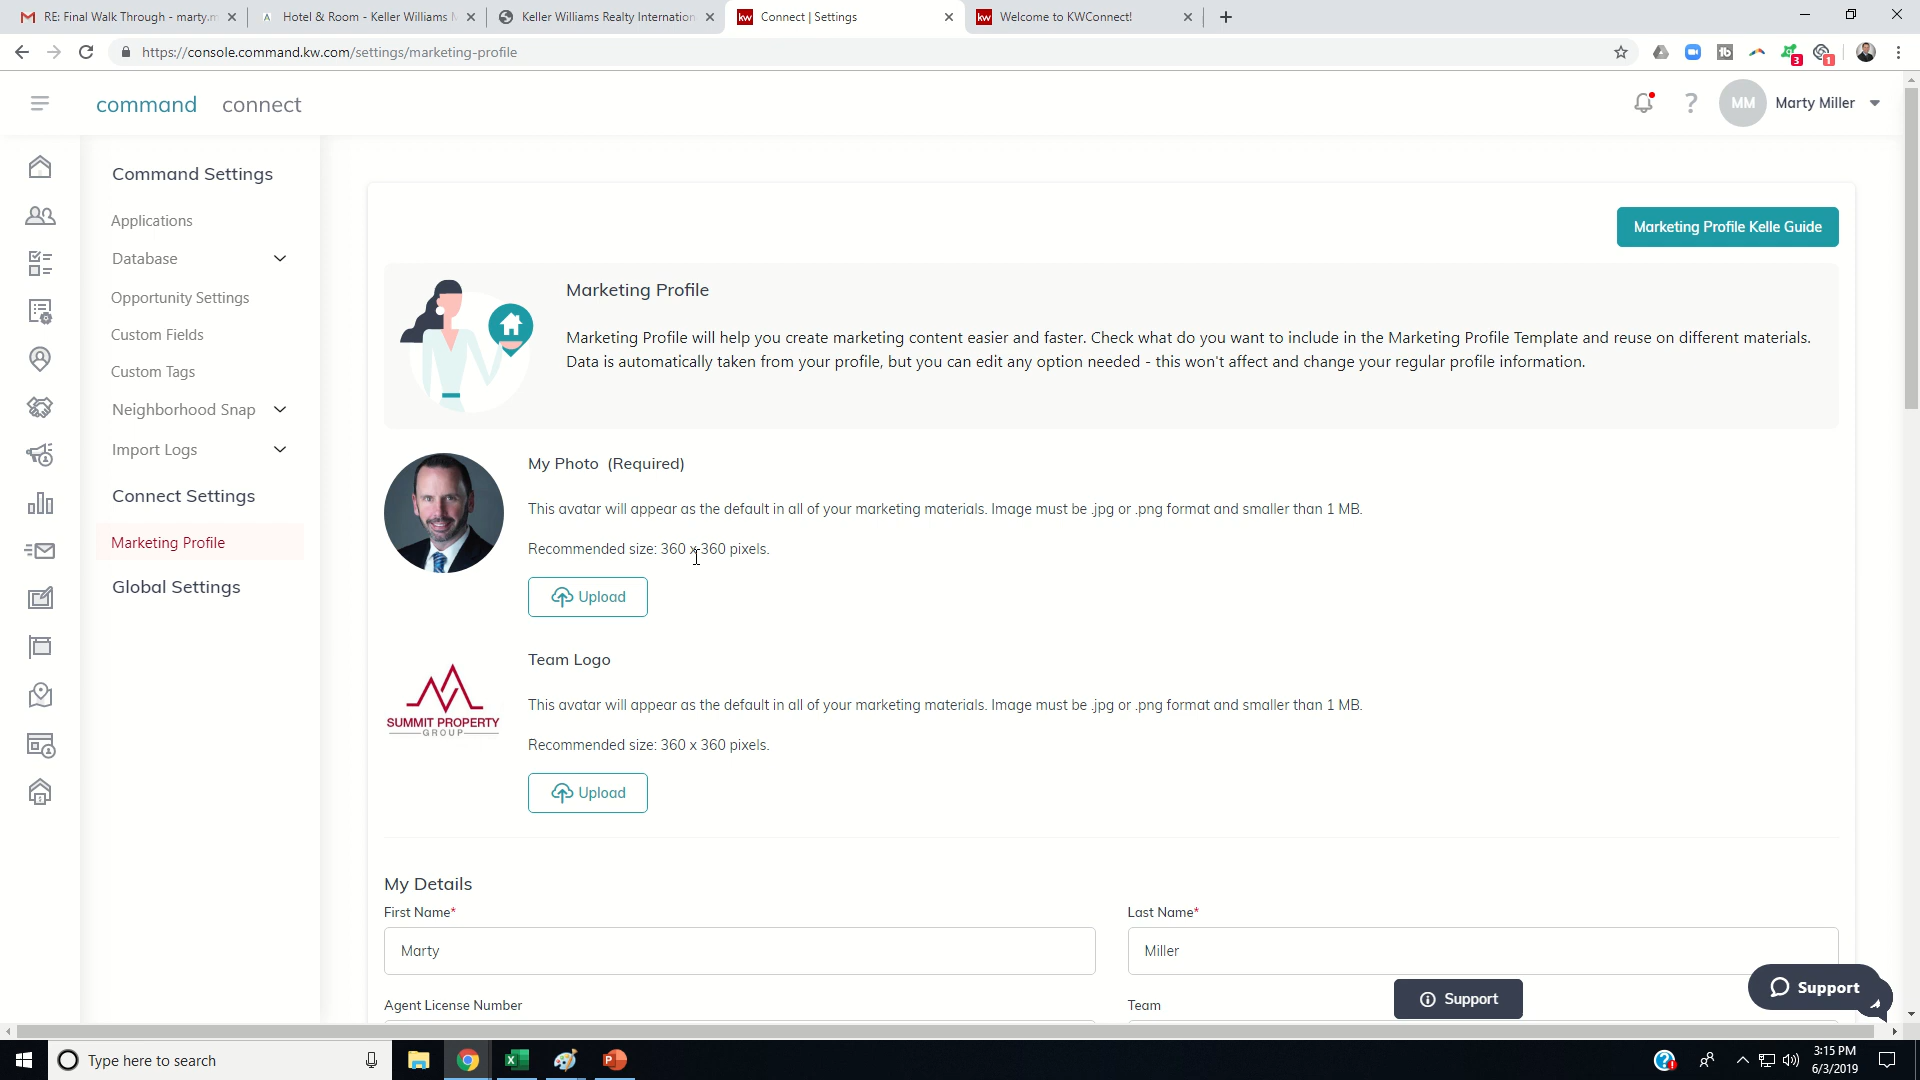 RE: Final Walk Through - marty.m
Hotel & Room - Keller Williams M
Keller Williams Realty Internation
Connect | Settings
Welcome to KWConnect!
https://console.command.kw.com/settings/marketing-profile
3
1
command connect
? MM Marty Miller
Command Settings
Applications
Database
Opportunity Settings
Custom Fields
Custom Tags
Neighborhood Snap
Import Logs
Connect Settings
Marketing Profile
Global Settings
Marketing Profile Kelle Guide
Marketing Profile
Marketing Profile will help you create marketing content easier and faster. Check what do you want to include in the Marketing Profile Template and reuse on different materials.
Data is automatically taken from your profile, but you can edit any option needed - this won't affect and change your regular profile information.
My Photo (Required)
This avatar will appear as the default in all of your marketing materials. Image must be .jpg or .png format and smaller than 1 MB.
Recommended size: 360 x 360 pixels.
Upload
Team Logo
SUMMIT PROPERTY
GROUP
This avatar will appear as the default in all of your marketing materials. Image must be .jpg or .png format and smaller than 1 MB.
Recommended size: 360 x 360 pixels.
Upload
My Details
First Name*
Last Name*
Marty
Miller
Agent License Number
Team
Support
Support
Type here to search
3:15 PM
6/3/2019